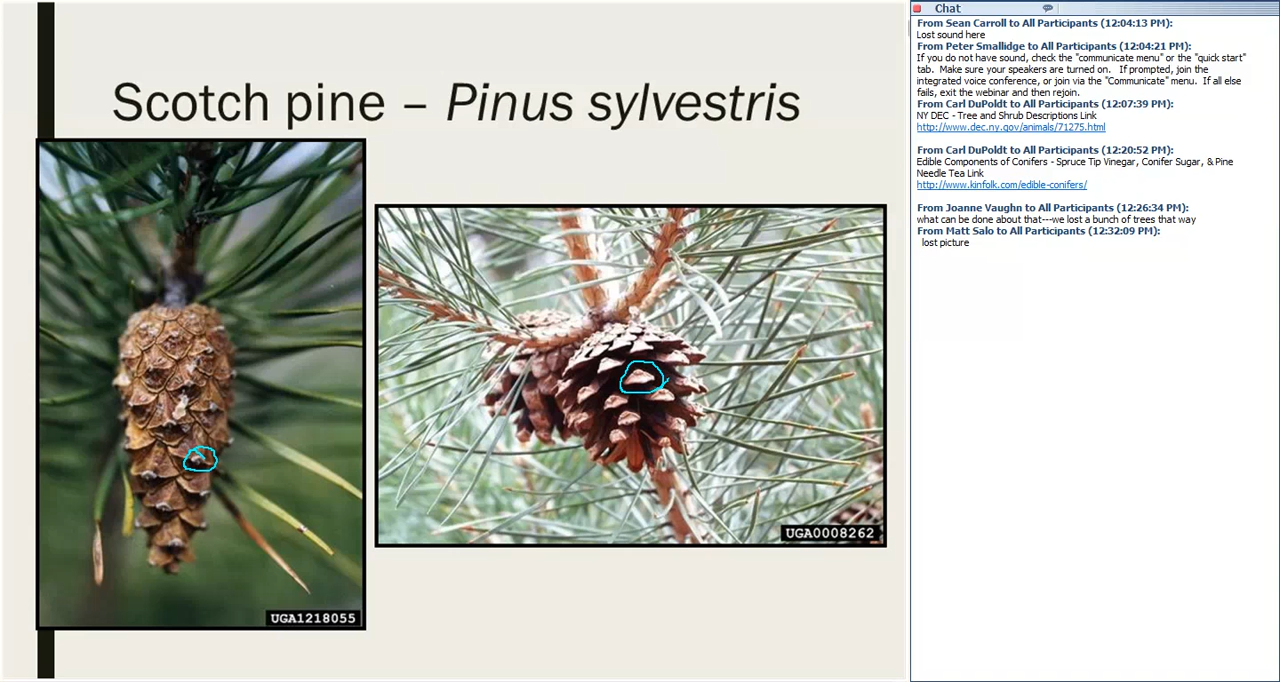 Scotch pine – Pinus sylvestris
UGA1218055
UGA0008262
Chat
From Sean Carroll to All Participants (12:04:13 PM):
Lost sound here
From Peter Smallidge to All Participants (12:04:21 PM):
If you do not have sound, check the "communicate menu" or the "quick start"
tab.  Make sure your speakers are turned on.   If prompted, join the
integrated voice conference, or join via the "Communicate" menu.  If all else
fails, exit the webinar and then rejoin.
From Carl DuPoldt to All Participants (12:07:39 PM):
NY DEC - Tree and Shrub Descriptions Link
http://www.dec.ny.gov/animals/71275.html
From Carl DuPoldt to All Participants (12:20:52 PM):
Edible Components of Conifers - Spruce Tip Vinegar, Conifer Sugar, & Pine
Needle Tea Link
http://www.kinfolk.com/edible-conifers/
From Joanne Vaughn to All Participants (12:26:34 PM):
what can be done about that---we lost a bunch of trees that way
From Matt Salo to All Participants (12:32:09 PM):
lost picture